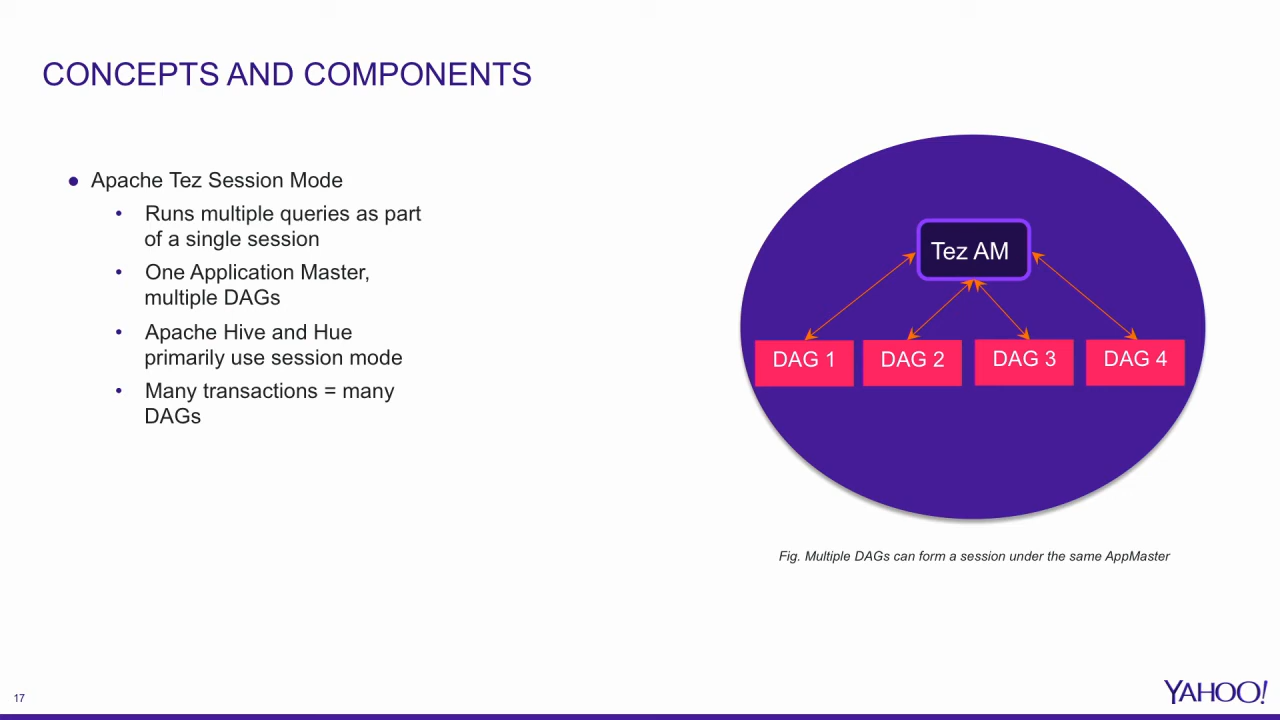 CONCEPTS AND COMPONENTS
● Apache Tez Session Mode
• Runs multiple queries as part
of a single session
• One Application Master,
multiple DAGs
• Apache Hive and Hue
primarily use session mode
• Many transactions = many
DAGs
Tez AM
DAG 1 DAG 2 DAG 3 DAG 4
Fig. Multiple DAGs can form a session under the same AppMaster
17
YAHOO!